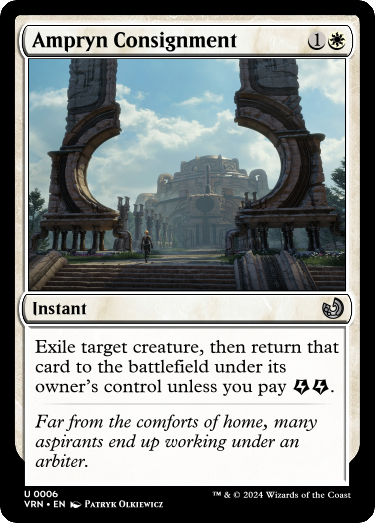 Ampryn Consignment 1
Instant
Exile target creature, then return that
card to the battlefield under its
owner's control unless you pay .
Far from the comforts of home, many
aspirants end up working under an
arbiter.
U 0006
VRN • EN Patryk Olkiewicz
™ & © 2024 Wizards of the Coast